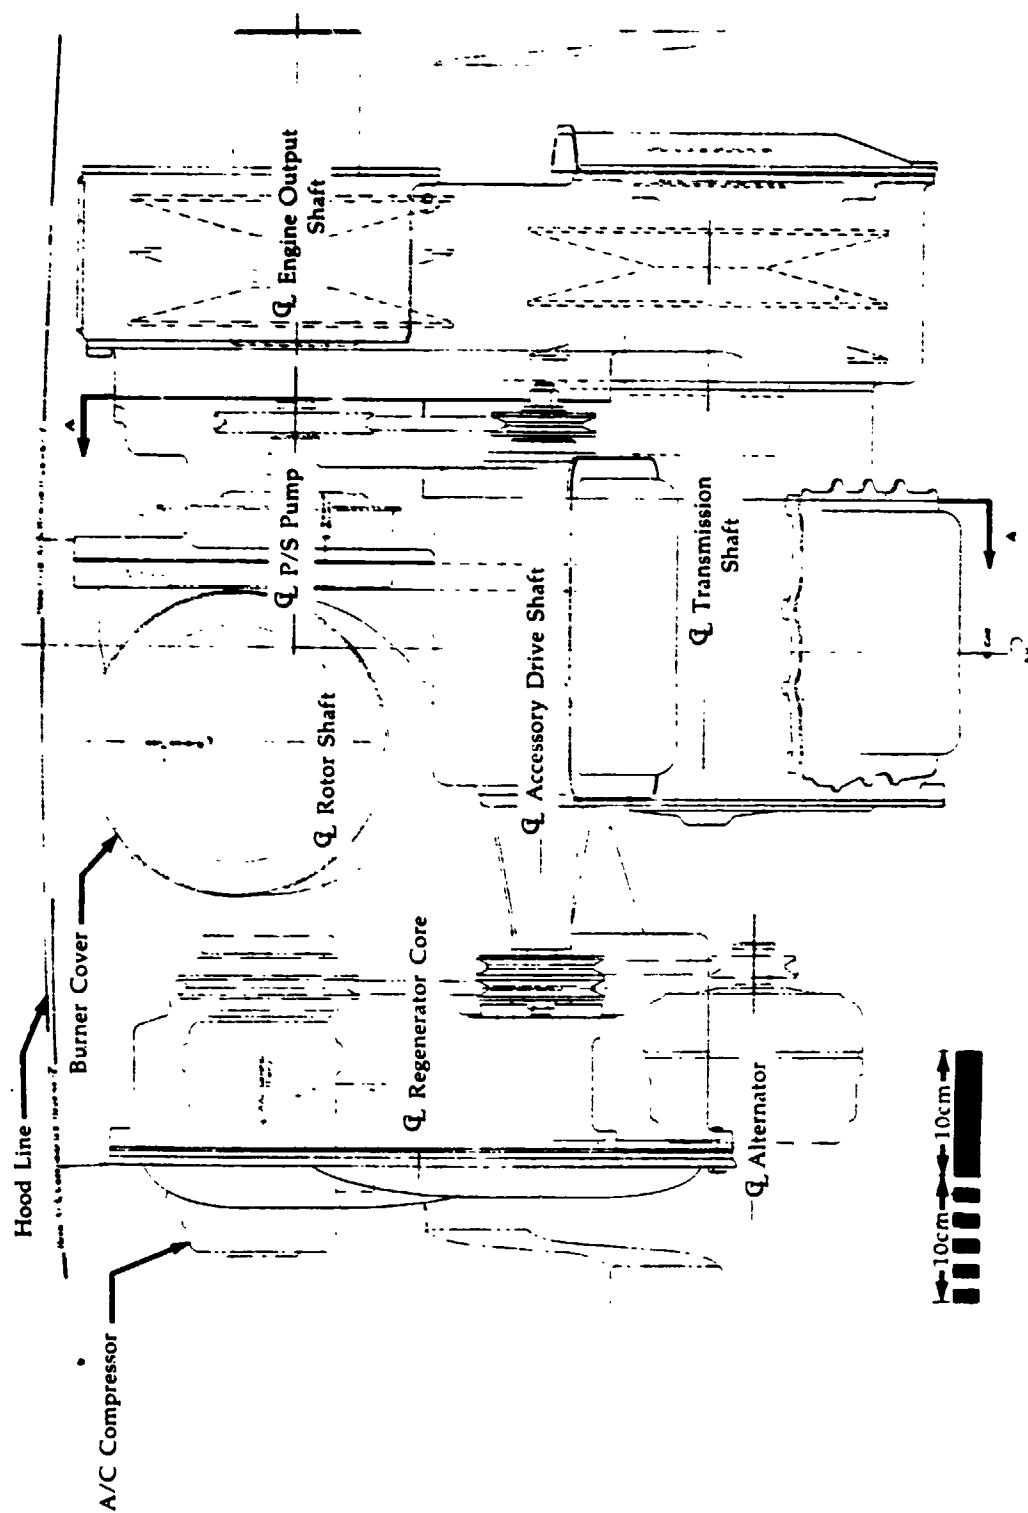 Hood Line
Burner Cover
A/C Compressor
℄ Engine Output
Shaft
℄ P/S Pump
℄ Rotor Shaft
℄ Transmission
Shaft
℄ Accessory Drive Shaft
℄ Regenerator Core
℄ Alternator
A
A
10cm
10cm